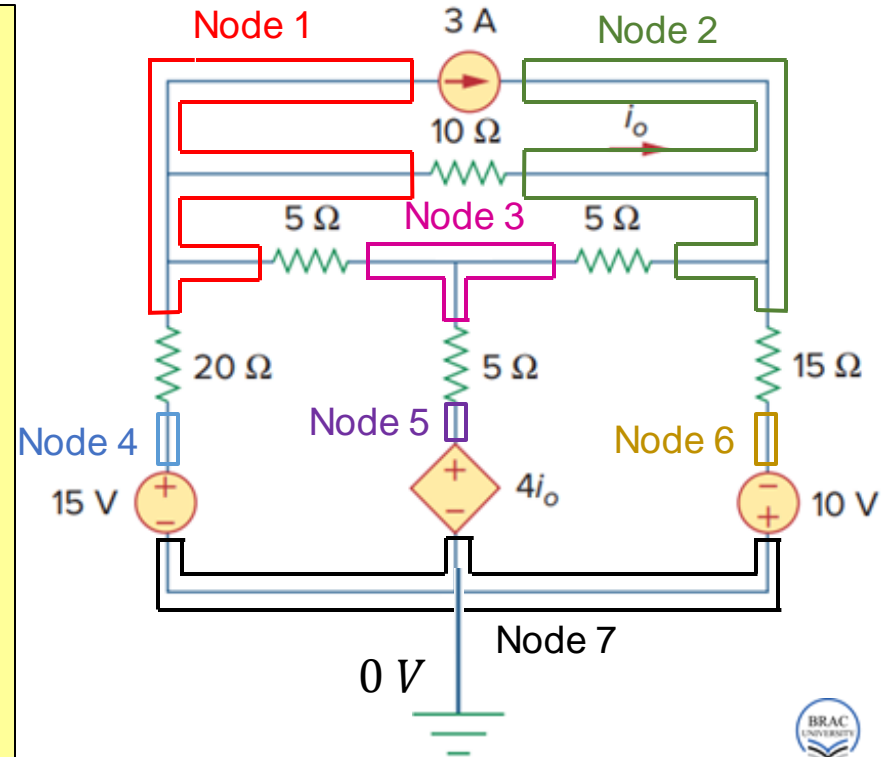 Node 1
3 A
Node 2
10 Ω
i_o
5 Ω
Node 3
5 Ω
20 Ω
5 Ω
15 Ω
Node 4
Node 5
Node 6
15 V
+
−
+
−
4i_o
−
+
10 V
Node 7
0 V
BRAC
UNIVERSITY